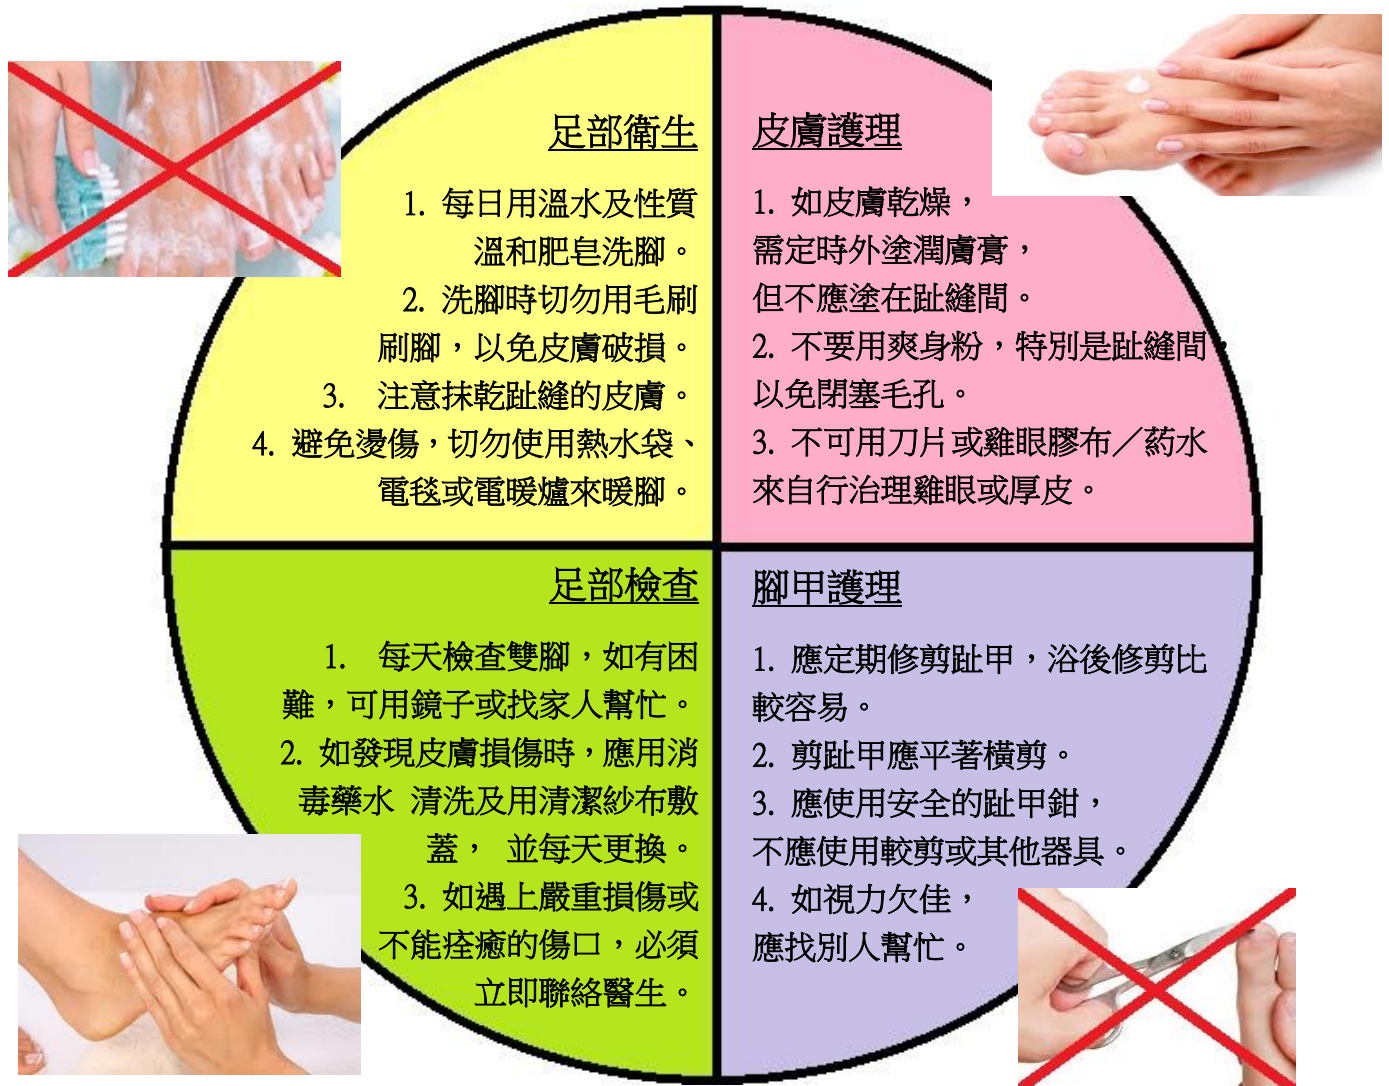 足部衛生
1. 每日用溫水及性質
溫和肥皂洗腳。
2. 洗腳時切勿用毛刷
刷腳，以免皮膚破損。
3. 注意抹乾趾縫的皮膚。
4. 避免燙傷，切勿使用熱水袋、
電毯或電暖爐來暖腳。
皮膚護理
1. 如皮膚乾燥，
需定時外塗潤膚膏，
但不應塗在趾縫間。
2. 不要用爽身粉，特別是趾縫間，
以免閉塞毛孔。
3. 不可用刀片或雞眼膠布／葯水
來自行治理雞眼或厚皮。
足部檢查
1. 每天檢查雙腳，如有困
難，可用鏡子或找家人幫忙。
2. 如發現皮膚損傷時，應用消
毒藥水 清洗及用清潔紗布敷
蓋， 並每天更換。
3. 如遇上嚴重損傷或
不能痊癒的傷口，必須
立即聯絡醫生。
腳甲護理
1. 應定期修剪趾甲，浴後修剪比
較容易。
2. 剪趾甲應平著橫剪。
3. 應使用安全的趾甲鉗，
不應使用較剪或其他器具。
4. 如視力欠佳，
應找別人幫忙。